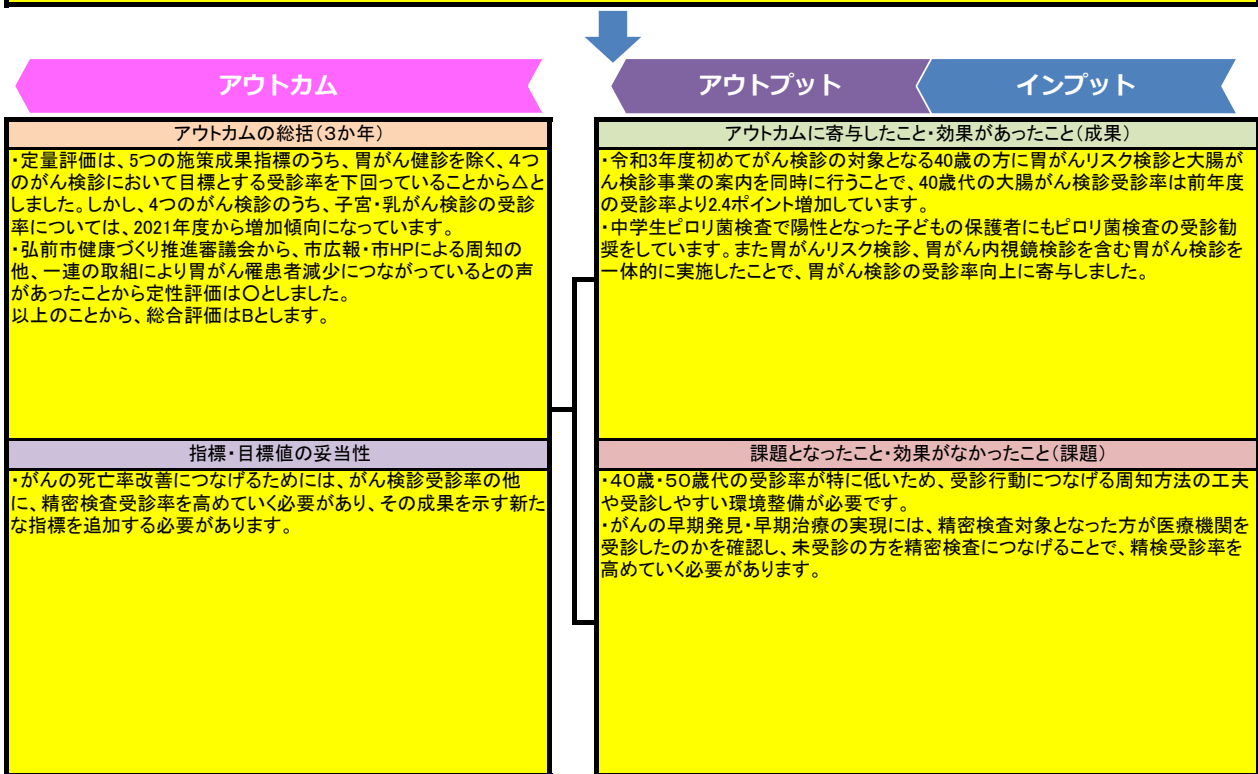 アウトカム
アウトプット
インプット
アウトカムの総括(3か年)
・定量評価は、5つの施策成果指標のうち、胃がん健診を除く、4つ
のがん検診において目標とする受診率を下回っていることから△と
しました。しかし、4つのがん検診のうち、子宮・乳がん検診の受診
率については、2021年度から増加傾向になっています。
・弘前市健康づくり推進審議会から、市広報・市HPによる周知の
他、一連の取組により胃がん罹患者減少につながっているとの声
があったことから定性評価は〇としました。
以上のことから、総合評価はBとします。
指標・目標値の妥当性
・がんの死亡率改善につなげるためには、がん検診受診率の他
に、精密検査受診率を高めていく必要があり、その成果を示す新た
な指標を追加する必要があります。
アウトカムに寄与したこと・効果があったこと(成果)
・令和3年度初めてがん検診の対象となる40歳の方に胃がんリスク検診と大腸が
ん検診事業の案内を同時に行うことで、40歳代の大腸がん検診受診率は前年度
の受診率より2.4ポイント増加しています。
・中学生ピロリ菌検査で陽性となった子どもの保護者にもピロリ菌検査の受診勧
奨をしています。また胃がんリスク検診、胃がん内視鏡検診を含む胃がん検診を
一体的に実施したことで、胃がん検診の受診率向上に寄与しました。
課題となったこと・効果がなかったこと(課題)
・40歳・50歳代の受診率が特に低いため、受診行動につなげる周知方法の工夫
や受診しやすい環境整備が必要です。
・がんの早期発見・早期治療の実現には、精密検査対象となった方が医療機関を
受診したのかを確認し、未受診の方を精密検査につなげることで、精検受診率を
高めていく必要があります。